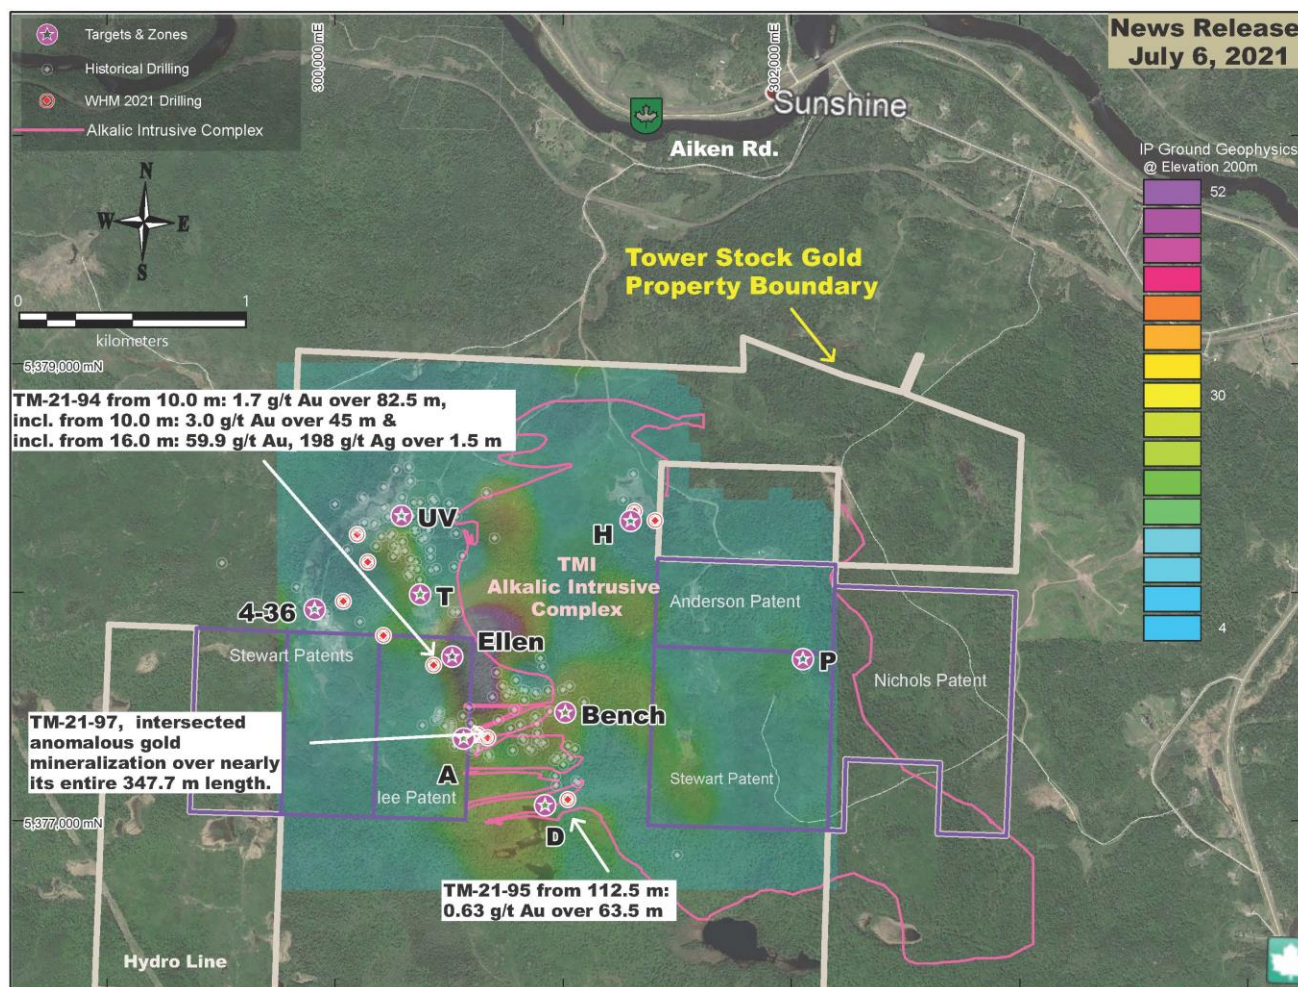 Targets & Zones
Historical Drilling
WHM 2021 Drilling
Alkalic Intrusive Complex
News Release
July 6, 2021
300,000 mE
302,000 mE
Sunshine
Aiken Rd.
IP Ground Geophysics
@ Elevation 200m
52
30
4
N
W
E
S
0
1
kilometers
Tower Stock Gold
Property Boundary
5,379,000 mN
TM-21-94 from 10.0 m: 1.7 g/t Au over 82.5 m,
incl. from 10.0 m: 3.0 g/t Au over 45 m &
incl. from 16.0 m: 59.9 g/t Au, 198 g/t Ag over 1.5 m
UV
H
T
TMI
Alkalic Intrusive
Complex
4-36
Anderson Patent
Ellen
Stewart Patents
P
Nichols Patent
Bench
TM-21-97, intersected
anomalous gold
mineralization over nearly
its entire 347.7 m length.
A
Stewart Patent
lee Patent
5,377,000 mN
D
TM-21-95 from 112.5 m:
0.63 g/t Au over 63.5 m
Hydro Line